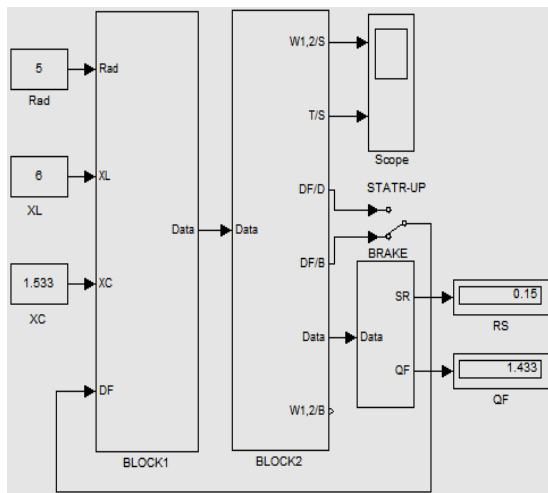 5
Rad
6
XL
1.533
XC
Rad
XL
XC
DF
Data
BLOCK1
Data
W1,2/S
T/S
DF/D
DF/B
Data
W1,2/B
BLOCK2
Scope
STATR-UP
BRAKE
Data
SR
QF
0.15
RS
1.433
QF